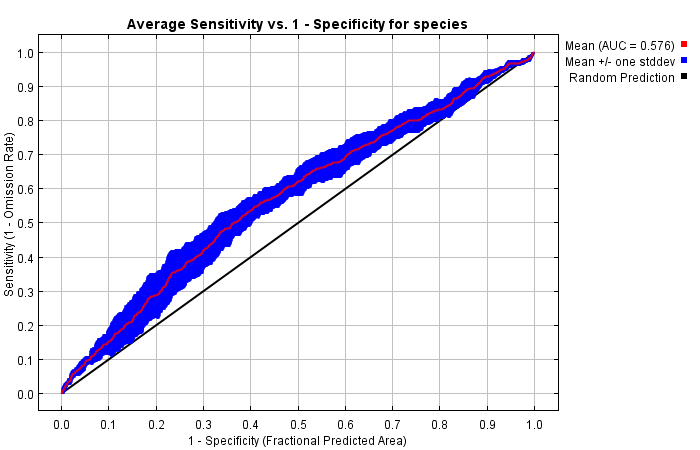 Average Sensitivity vs. 1 - Specificity for species
Mean (AUC = 0.576)
Mean +/- one stddev
Random Prediction
Sensitivity (1 - Omission Rate)
1.0
0.9
0.8
0.7
0.6
0.5
0.4
0.3
0.2
0.1
0.0
0.0 0.1 0.2 0.3 0.4 0.5 0.6 0.7 0.8 0.9 1.0
1 - Specificity (Fractional Predicted Area)